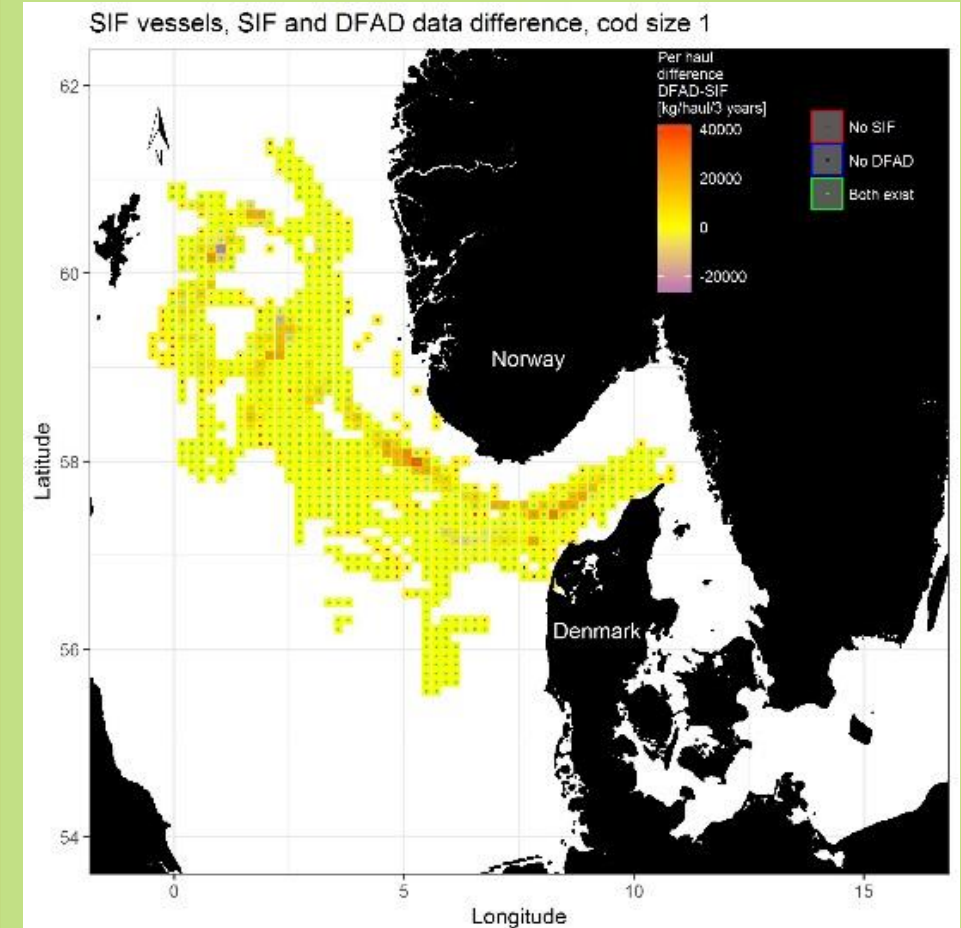 SIF vessels, SIF and DFAD data difference, cod size 1
Per haul
difference
DFAD-SIF
[kg/haul/3 years]
40000
20000
0
-20000
No SIF
No DFAD
Both exist
62
60
58
56
54
Latitude
Norway
Denmark
0
5
10
15
Longitude